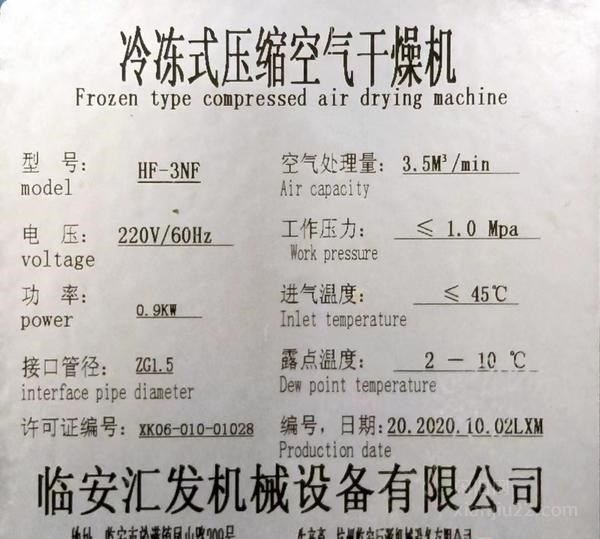 冷冻式压缩空气干燥机
Frozen type compressed air drying machine
型 号: HF-3NF 空气处理量: 3.5M³/min
model Air capacity
电 压: 220V/60Hz 工作压力: ≤ 1.0 Mpa
voltage Work pressure
功 率: 0.9KW 进气温度: ≤ 45℃
power Inlet temperature
接口管径: ZG1.5 露点温度: 2 — 10 ℃
interface pipe diameter Dew point temperature
许可证编号: XK06-010-01028 编号, 日期: 20.2020.10.02LXM
Production date
临安汇发机械设备有限公司